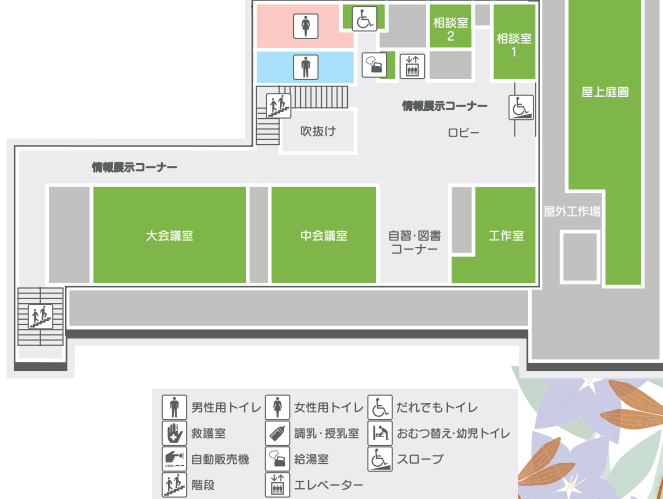 相談室
2
相談室
1
屋上庭園
情報展示コーナー
吹抜け
ロビー
情報展示コーナー
屋外工作場
大会議室
中会議室
自習・図書
コーナー
工作室
男性用トイレ
女性用トイレ
だれでもトイレ
救護室
調乳・授乳室
おむつ替え・幼児トイレ
自動販売機
給湯室
スロープ
階段
エレベーター